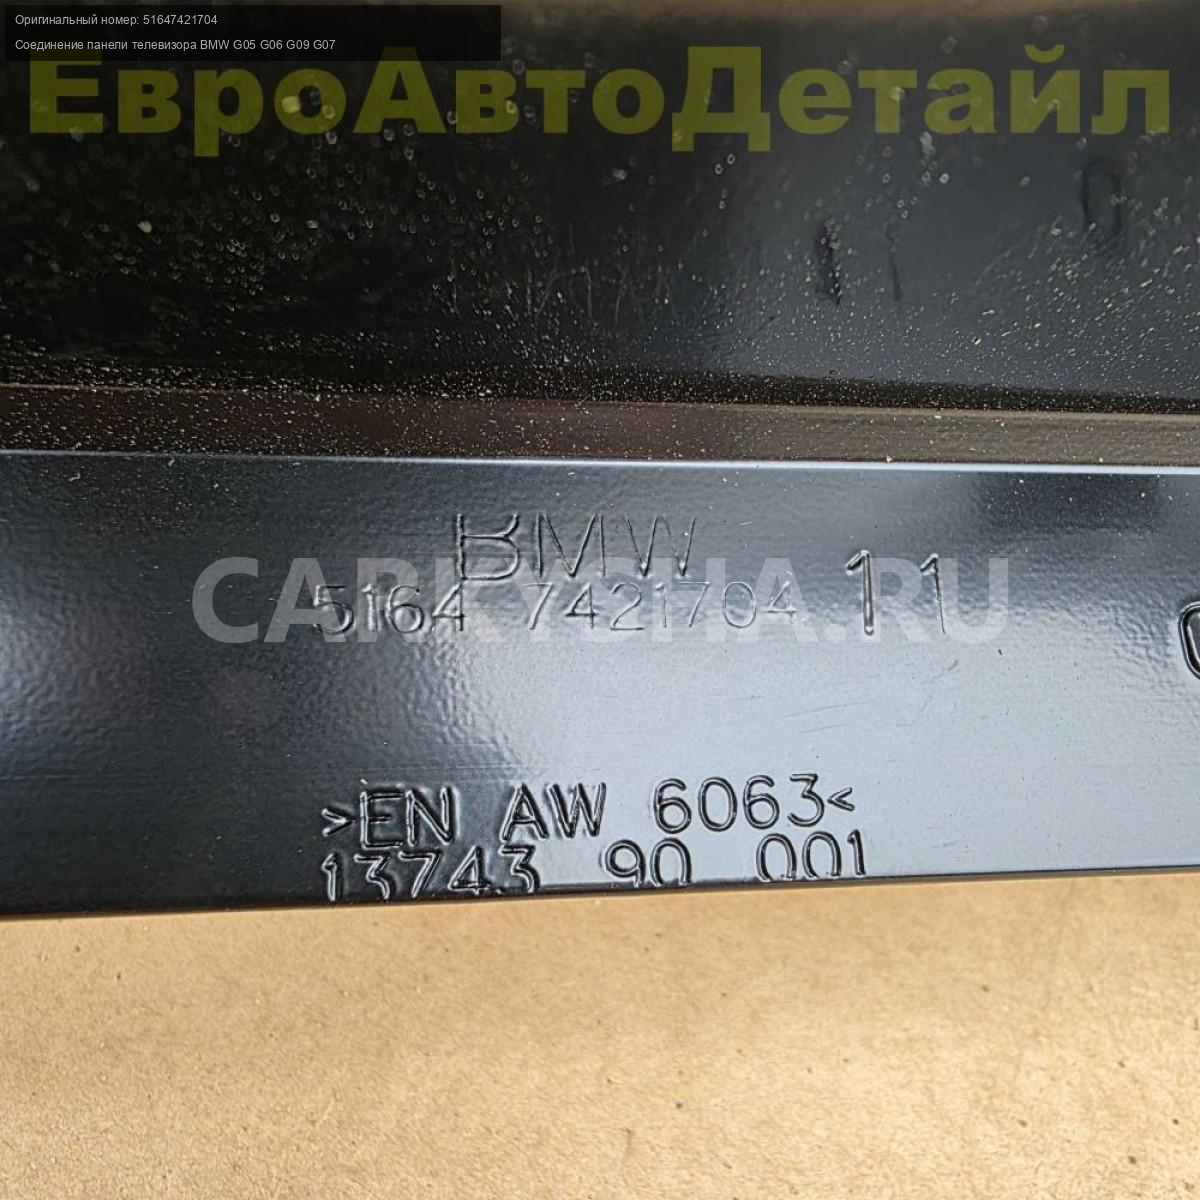 Оригинальный номер: 51647421704
Соединение панели телевизора BMW G05 G06 G09 G07
ЕвроАвтоДетайл
BMW
5164 7421704 11
CARKYCHA.RU
>EN AW 6063<
13743 90 001